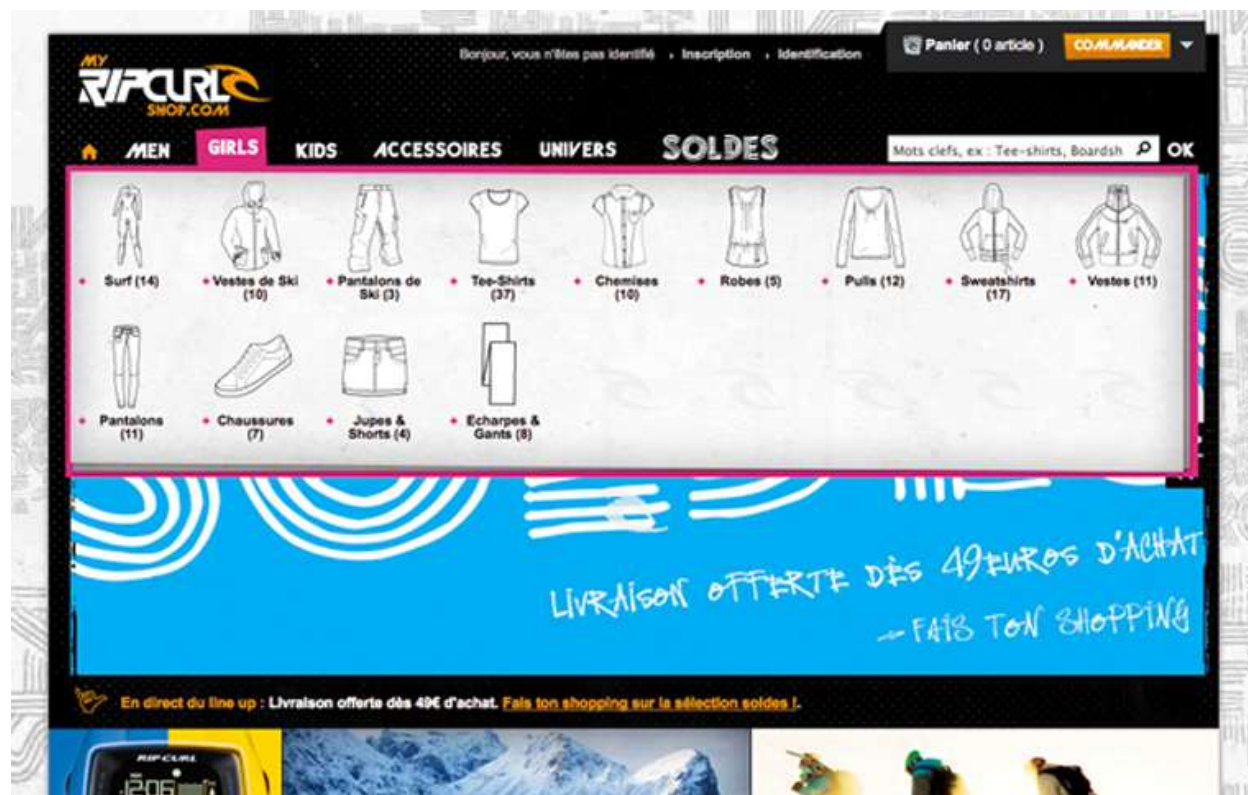 Bonjour, vous n'êtes pas identifié › Inscription › Identification
Panier ( 0 article ) COMMANDER
MY
RIPCURL
SHOP.COM
MEN GIRLS KIDS ACCESSOIRES UNIVERS SOLDES
Mots clefs, ex : Tee-shirts, Boardsh OK
Surf (14)
Vestes de Ski (10)
Pantalons de Ski (3)
Tee-Shirts (37)
Chemises (10)
Robes (5)
Pulls (12)
Sweatshirts (17)
Vestes (11)
Pantalons (11)
Chaussures (7)
Jupes & Shorts (4)
Echarpes & Gants (8)
LIVRAISON OFFERTE DÈS 49 EUROS D'ACHAT
FAIS TON SHOPPING
En direct du line up : Livraison offerte dès 49€ d'achat. Fais ton shopping sur la sélection soldes !.
RIP CURL
12:06